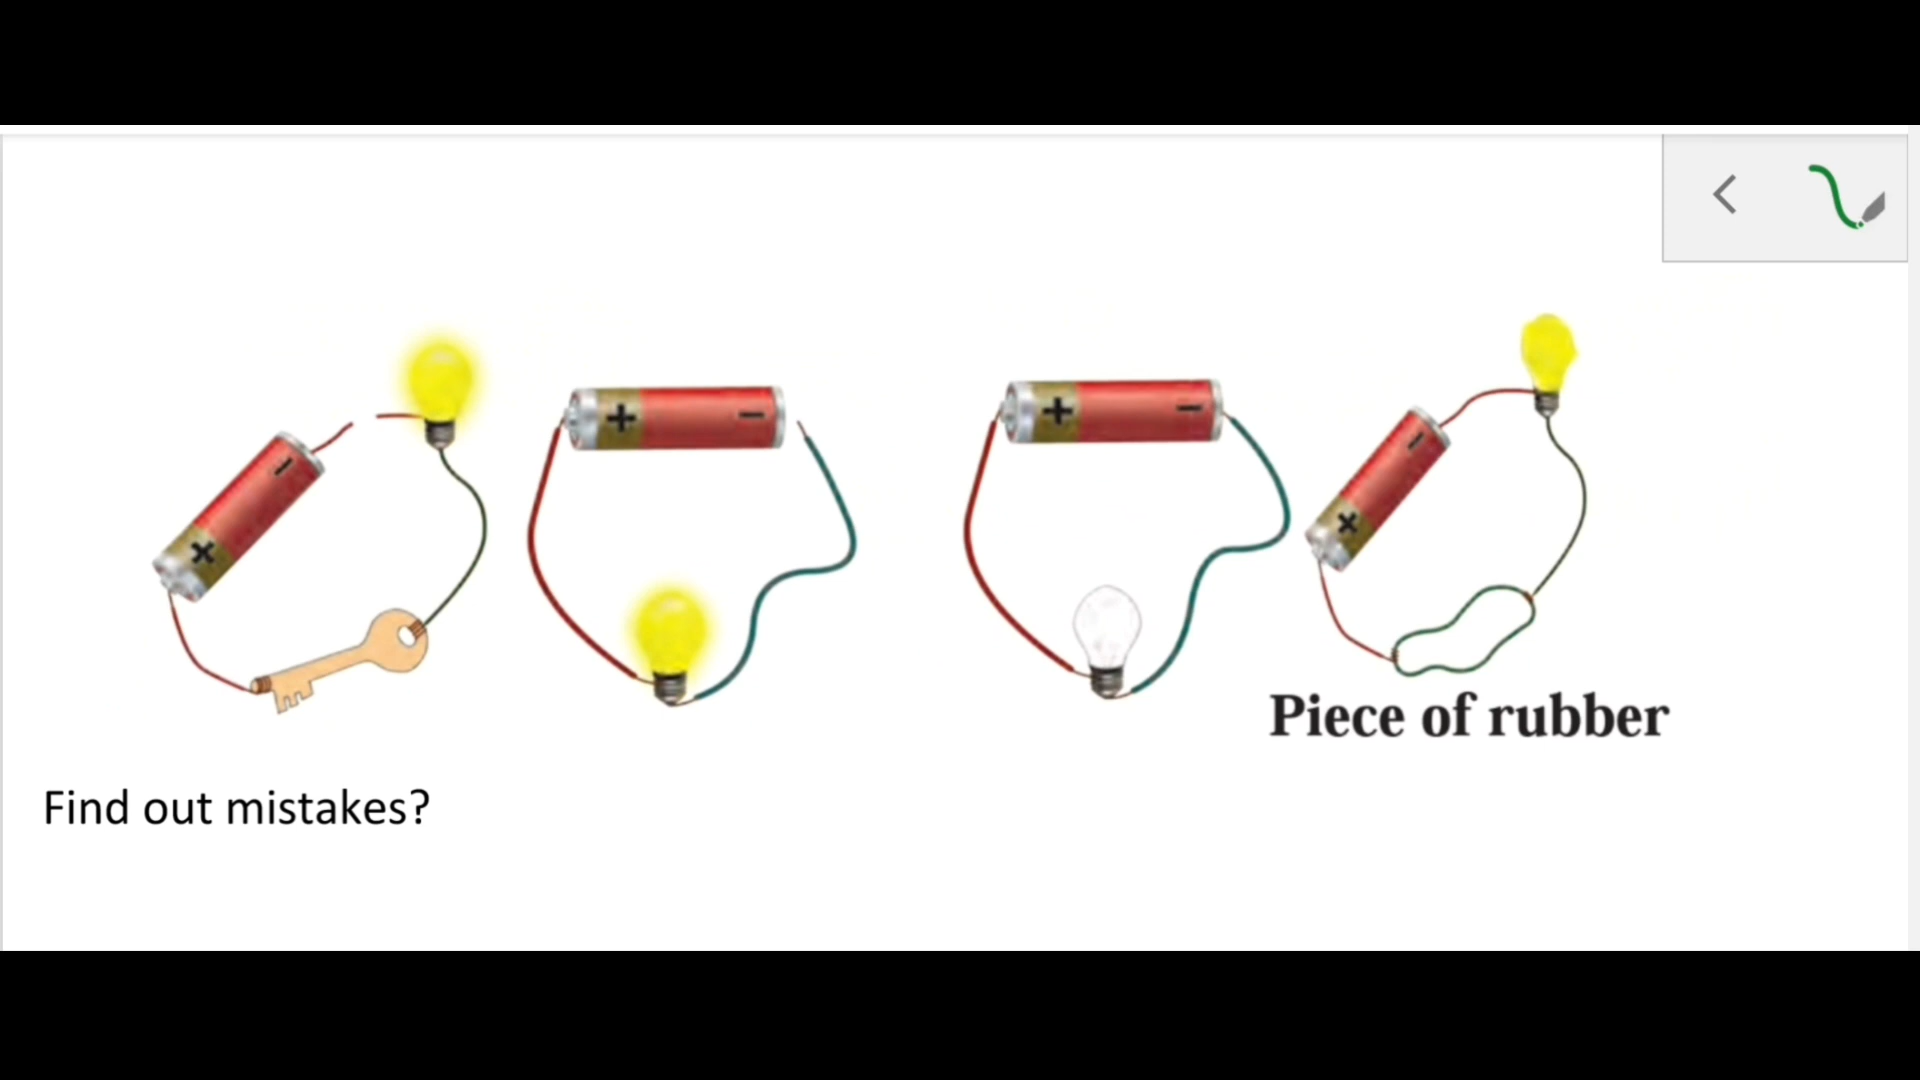 + -
+ -
+ -
+ -
Piece of rubber
Find out mistakes?